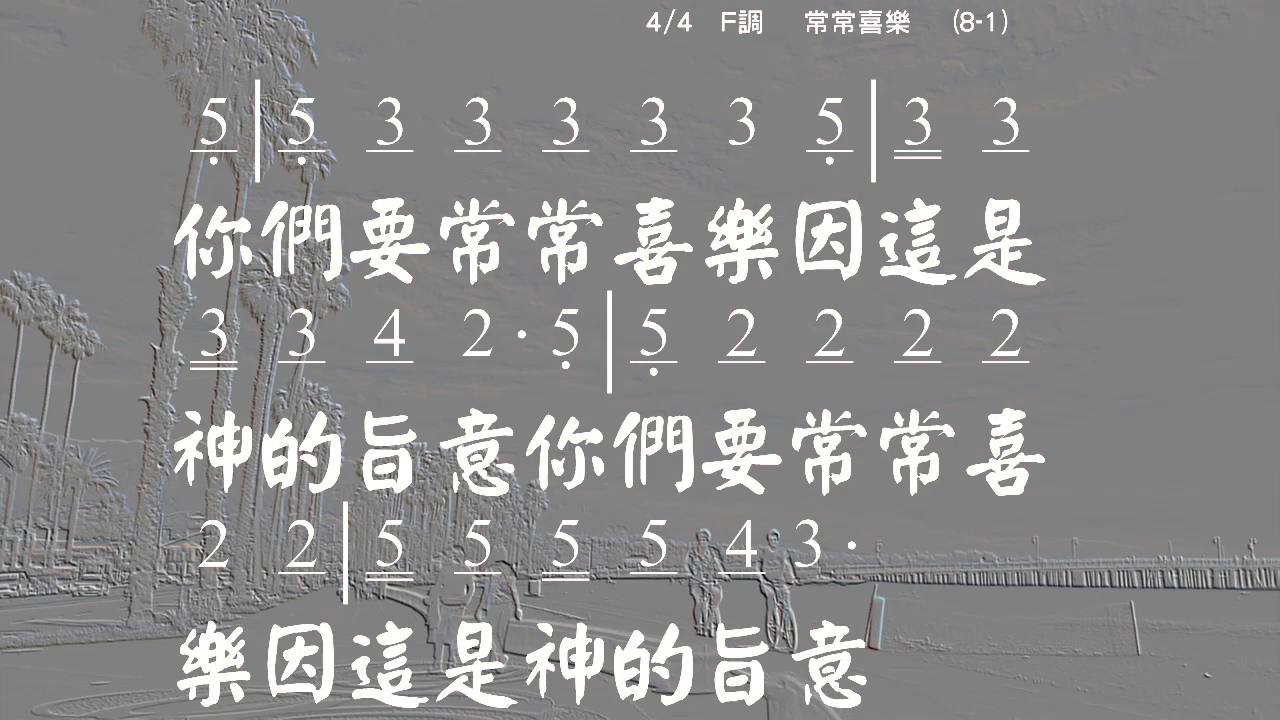 4/4 F調 常常喜樂 (8-1)
5 | 5 3 3 3 3 3 5 | 3 3
你們要常常喜樂因這是
3 3 4 2 · 5 | 5 2 2 2 2
神的旨意你們要常常喜
2 2 | 5 5 5 5 4 3 ·
樂因這是神的旨意